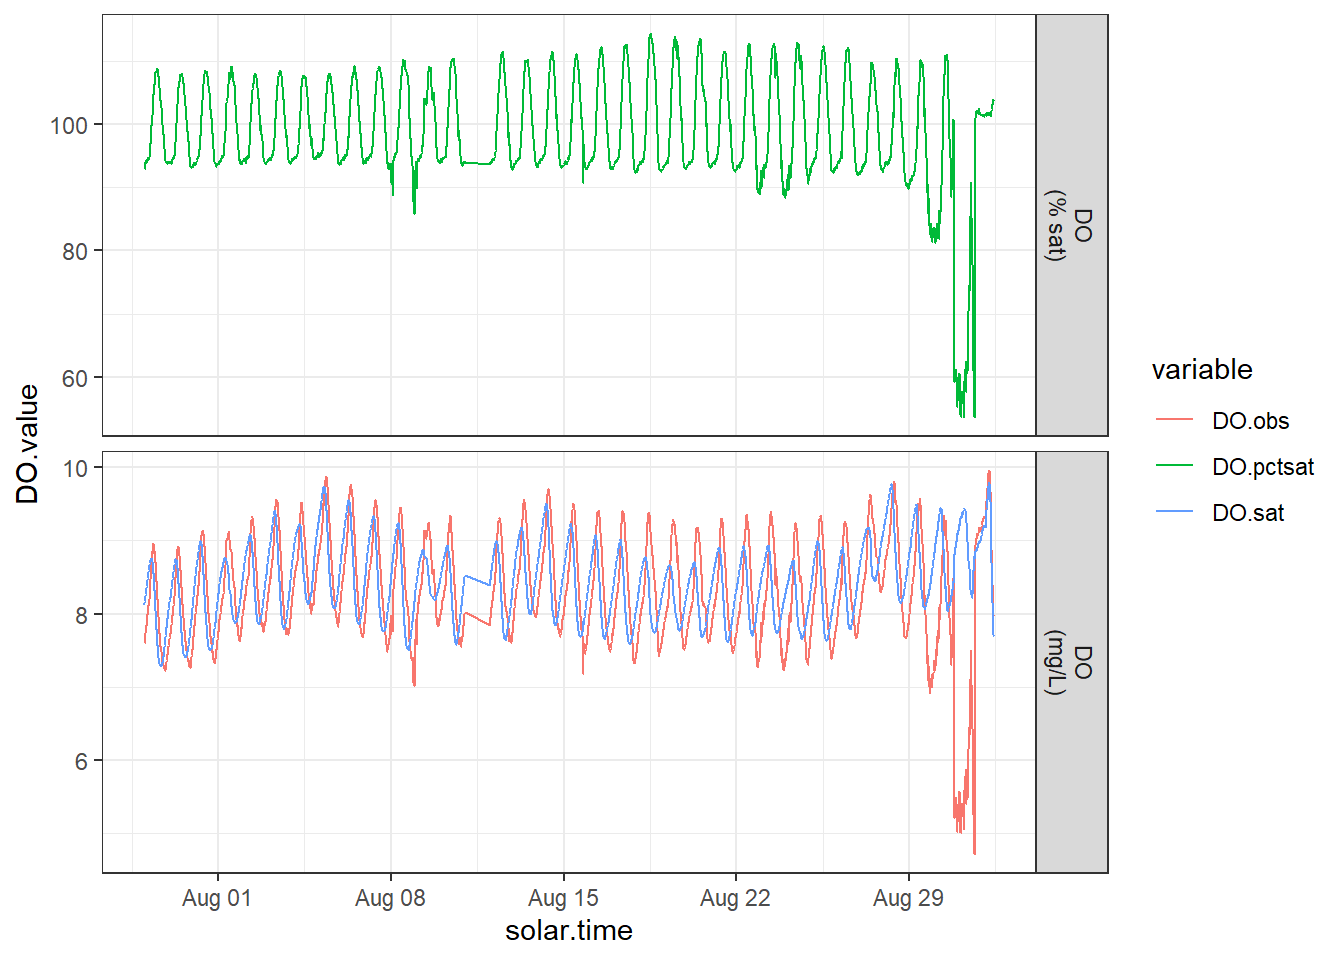 DO.value
100
80
60
DO
(% sat)
10
8
6
DO
(mg/L)
Aug 01
Aug 08
Aug 15
Aug 22
Aug 29
solar.time
variable
DO.obs
DO.pctsat
DO.sat